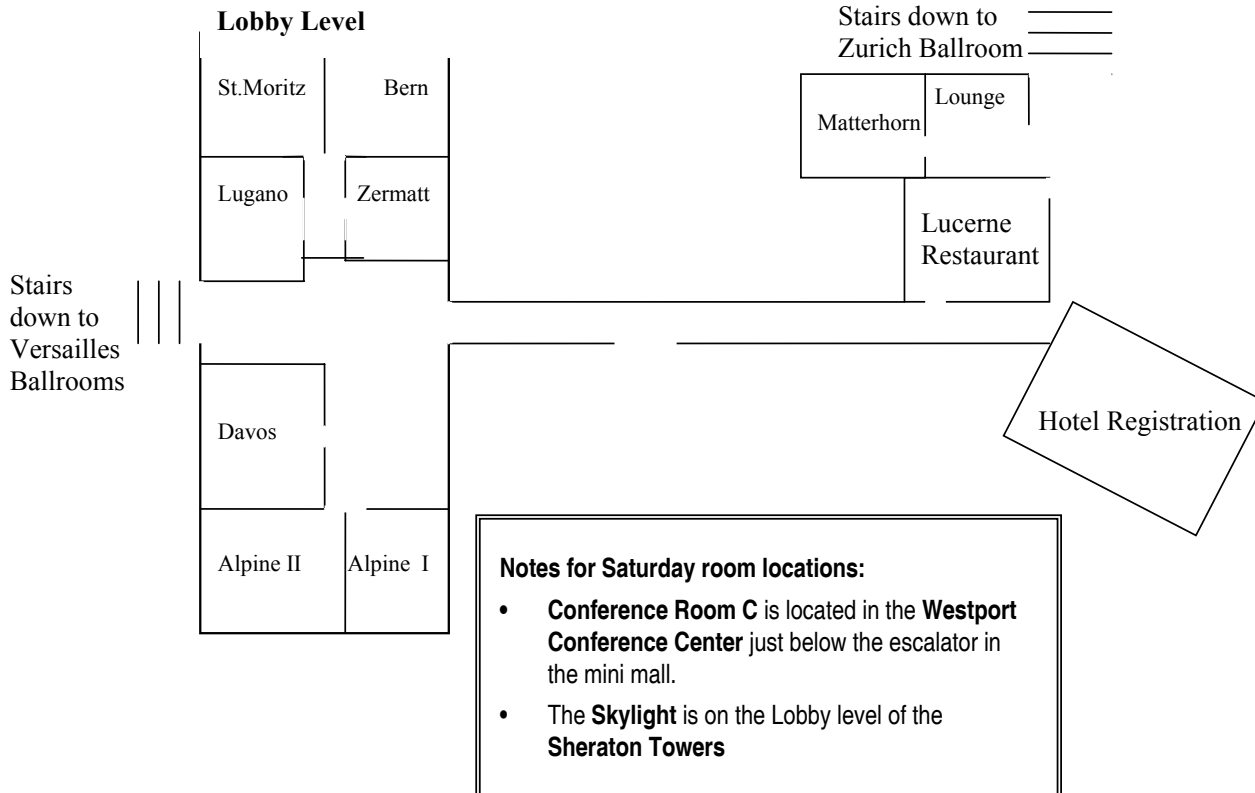 Lobby Level
Stairs down to
Zurich Ballroom
St.Moritz
Bern
Lounge
Matterhorn
Lugano
Zermatt
Lucerne
Restaurant
Stairs
down to
Versailles
Ballrooms
Davos
Hotel Registration
Alpine II
Alpine I
Notes for Saturday room locations:
• Conference Room C is located in the Westport
Conference Center just below the escalator in
the mini mall.
• The Skylight is on the Lobby level of the
Sheraton Towers